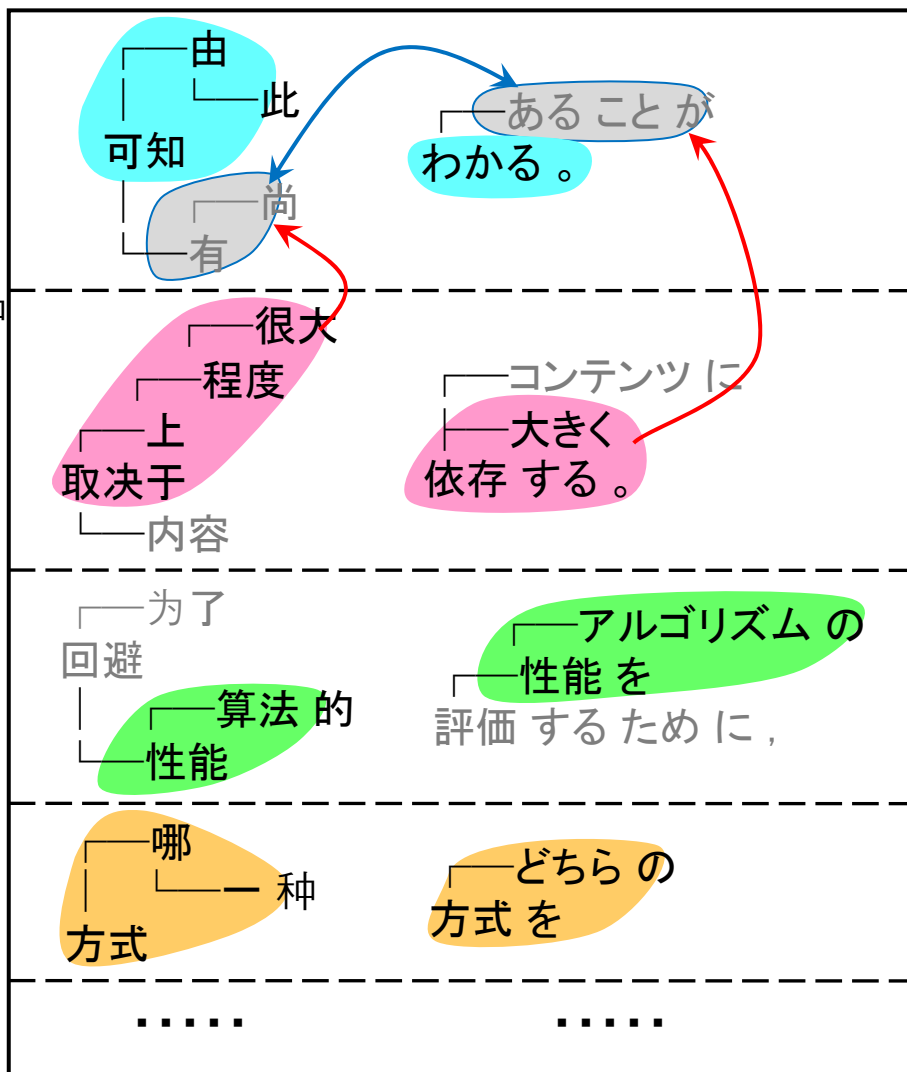 由
此
可知
尚
有
ある こと が
わかる 。
很大
程度
上
取决于
内容
コンテンツ に
大きく
依存 する 。
为了
回避
算法 的
性能
アルゴリズム の
性能 を
評価 する ため に ,
哪
一 种
方式
どちら の
方式 を
▪▪▪▪▪
▪▪▪▪▪